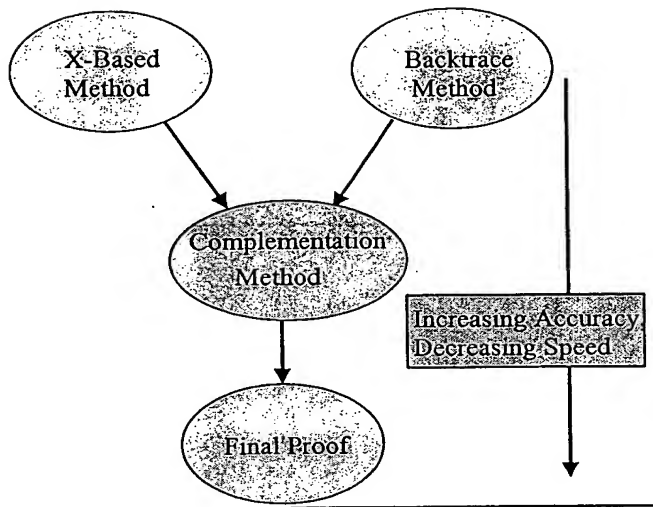 X-Based
Method
Backtrace
Method
Complementation
Method
Increasing Accuracy
Decreasing Speed
Final Proof